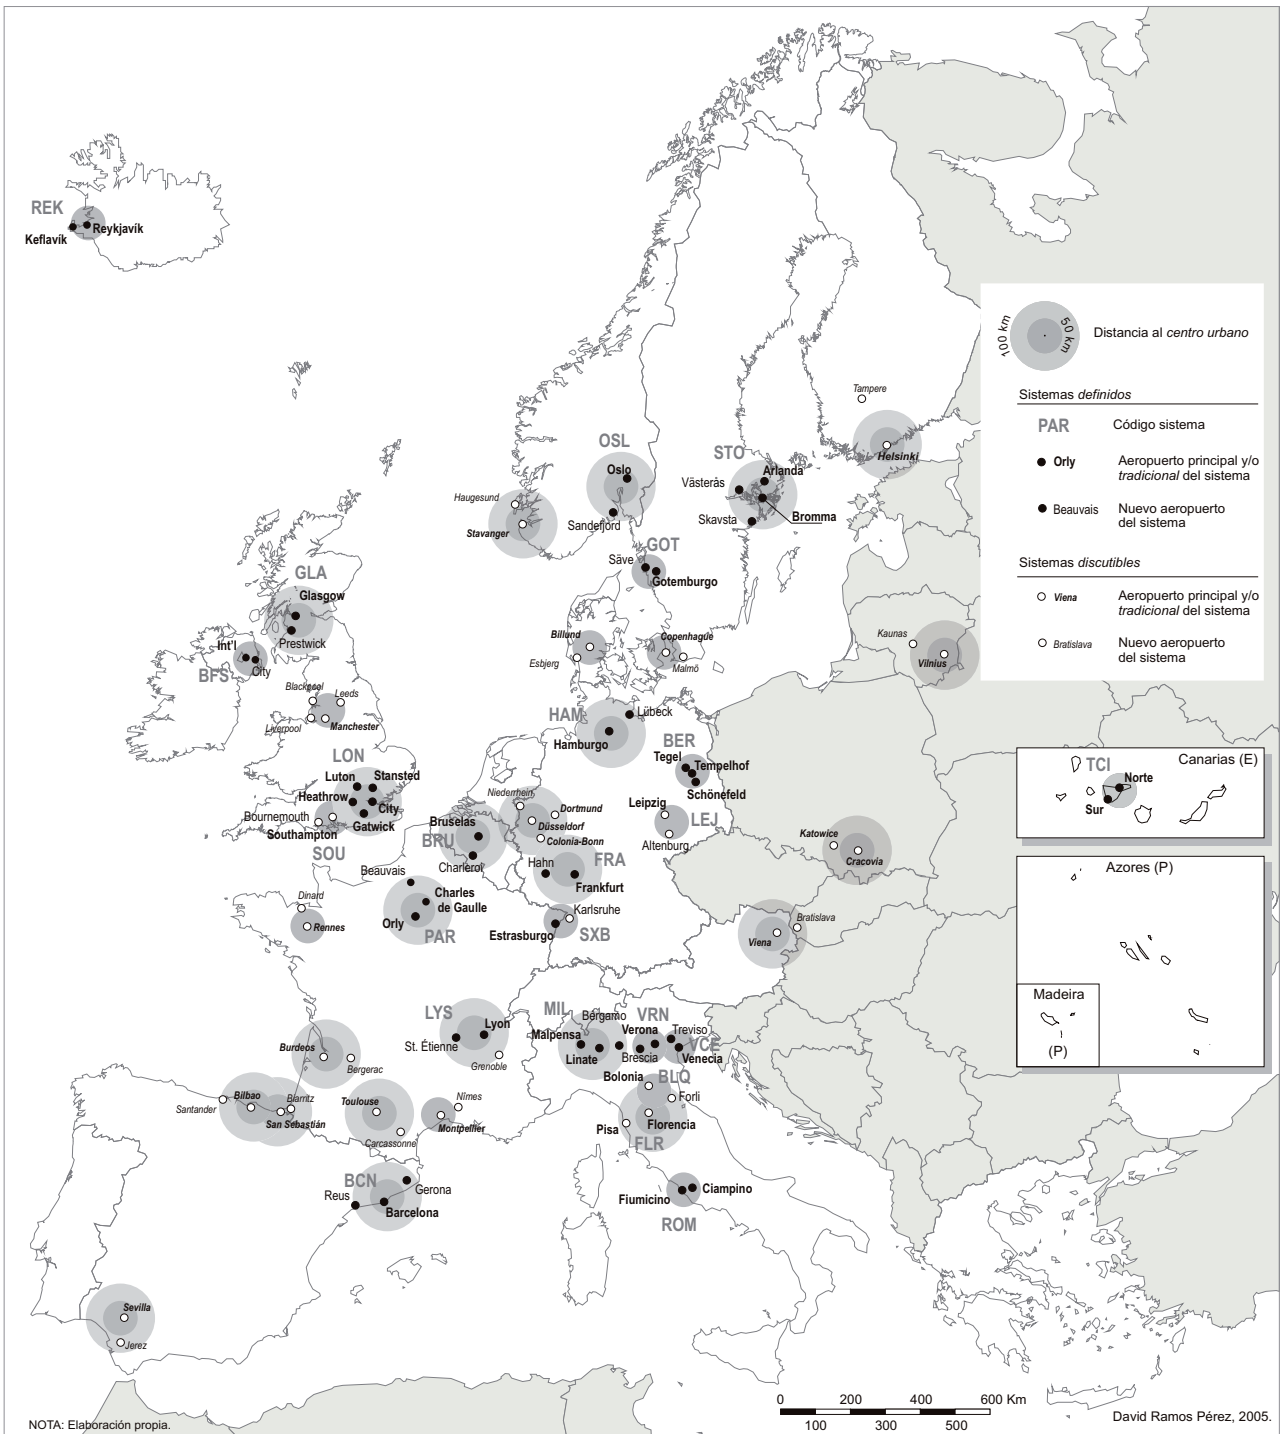 REK
Reykjavík
Keflavík
100 km
50 km
Distancia al centro urbano
Sistemas definidos
PAR
Código sistema
Orly
Aeropuerto principal y/o
tradicional del sistema
Beauvais
Nuevo aeropuerto
del sistema
Sistemas discutibles
Viena
Aeropuerto principal y/o
tradicional del sistema
Bratislava
Nuevo aeropuerto
del sistema
Tampere
Helsinki
OSL
Oslo
Sandefjord
Haugesund
Stavanger
STO
Arlanda
Västerås
Skavsta
Bromma
GOT
Säve
Gotemburgo
GLA
Glasgow
Prestwick
Int'l
City
BFS
Billund
Esbjerg
Copenhague
Malmö
Kaunas
Vilnius
Blackpool
Leeds
Liverpool
Manchester
HAM
Lübeck
Hamburgo
BER
Tegel
Tempelhof
Schönefeld
LON
Luton
Stansted
Heathrow
City
Gatwick
Bournemouth
Southampton
SOU
Niederrhein
Dortmund
Düsseldorf
Colonia-Bonn
Leipzig
LEJ
Altenburg
Bruselas
BRU
Charleroi
Hahn
FRA
Frankfurt
Katowice
Cracovia
Beauvais
Charles
de Gaulle
Orly
PAR
Dinard
Rennes
Karlsruhe
Estrasburgo
SXB
Viena
Bratislava
LYS
Lyon
St. Étienne
Grenoble
MIL
Bérgamo
Malpensa
Linate
VRN
Verona
Brescia
Treviso
VCE
Venecia
Bolonia
BLQ
Forli
Pisa
Florencia
FLR
Burdeos
Bergerac
Santander
Bilbao
Biarritz
San Sebastián
Toulouse
Carcassonne
Nîmes
Montpellier
BCN
Reus
Gerona
Barcelona
Fiumicino
Ciampino
ROM
Sevilla
Jerez
Canarias (E)
TCI
Norte
Sur
Azores (P)
Madeira
(P)
0 200 400 600 Km
100 300 500
NOTA: Elaboración propia.
David Ramos Pérez, 2005.